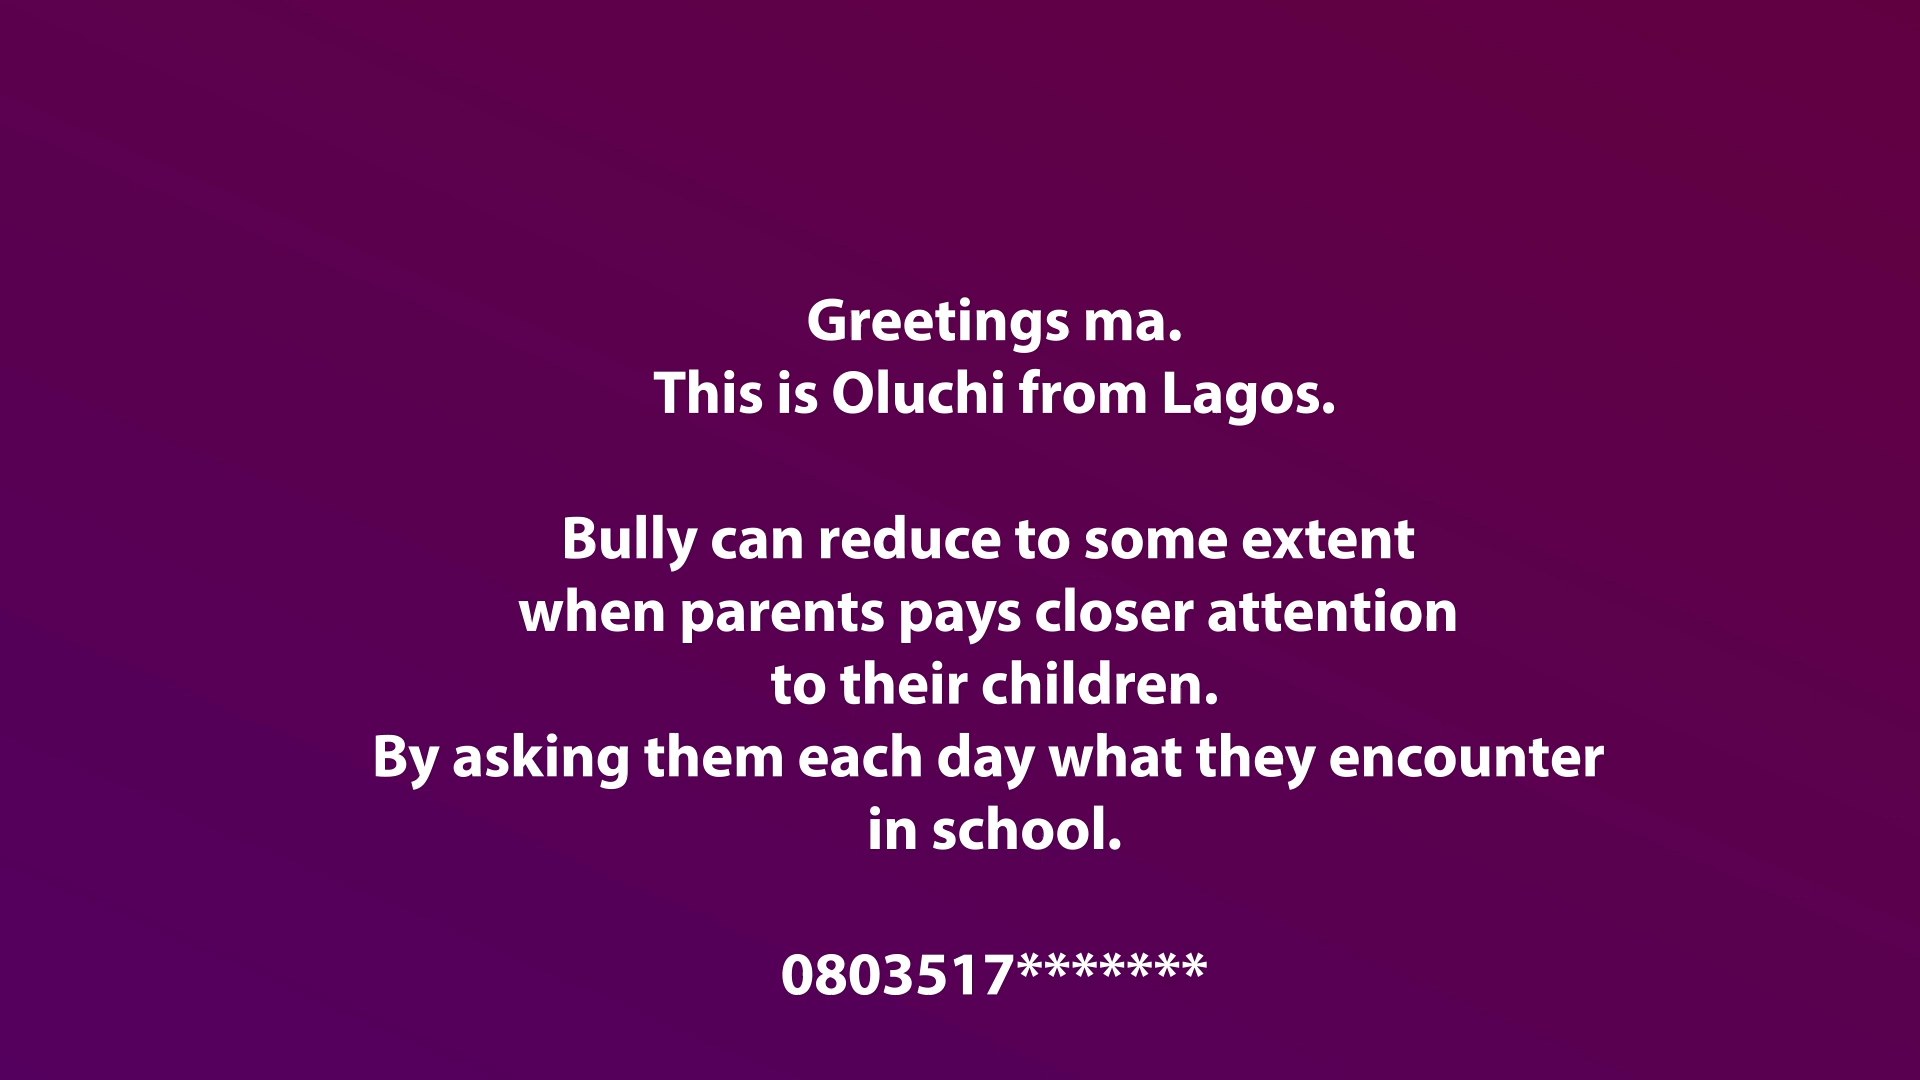 Greetings ma.
This is Oluchi from Lagos.
Bully can reduce to some extent
when parents pays closer attention
to their children.
By asking them each day what they encounter
in school.
0803517*******